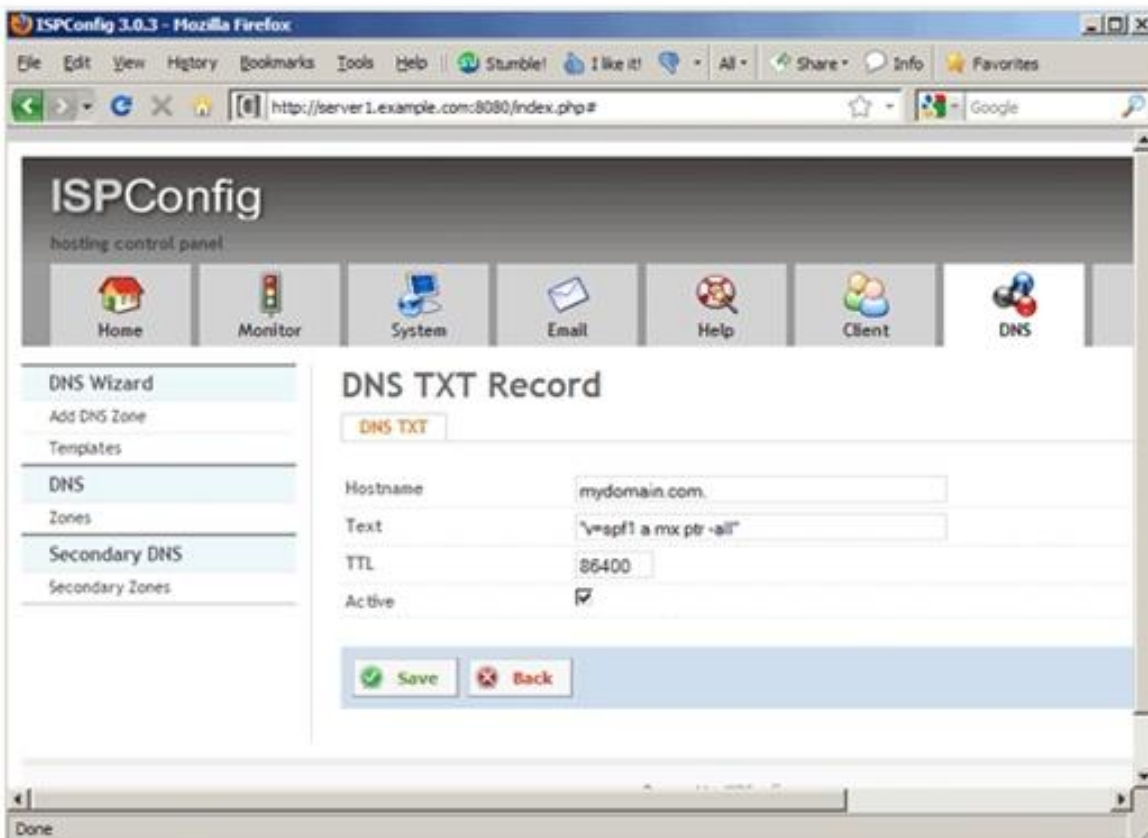 ISPConfig 3.0.3 - Mozilla Firefox
File Edit View History Bookmarks Tools Help Stumble! I like it! All Share Info Favorites
http://server1.example.com:8080/index.php# Google
ISPConfig
hosting control panel
Home Monitor System Email Help Client DNS
DNS Wizard
Add DNS Zone
Templates
DNS
Zones
Secondary DNS
Secondary Zones
DNS TXT Record
DNS TXT
Hostname mydomain.com.
Text "v=spf1 a mx ptr -all"
TTL 86400
Active
Save Back
Done